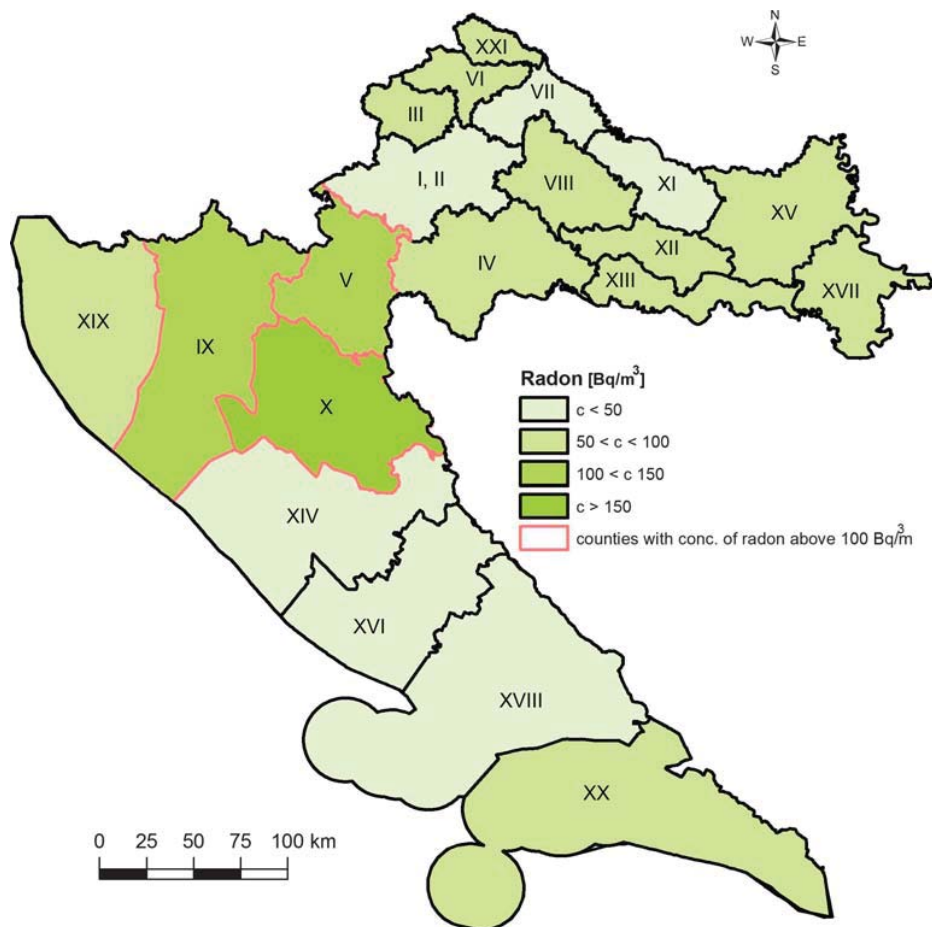 N
W E
S
XXI
VI
VII
III
I, II
VIII
XI
XV
XII
IV
V
XIII
XVII
XIX
IX
X
Radon [Bq/m³]
c < 50
50 < c < 100
100 < c 150
c > 150
counties with conc. of radon above 100 Bq/m³
XIV
XVI
XVIII
XX
0 25 50 75 100 km